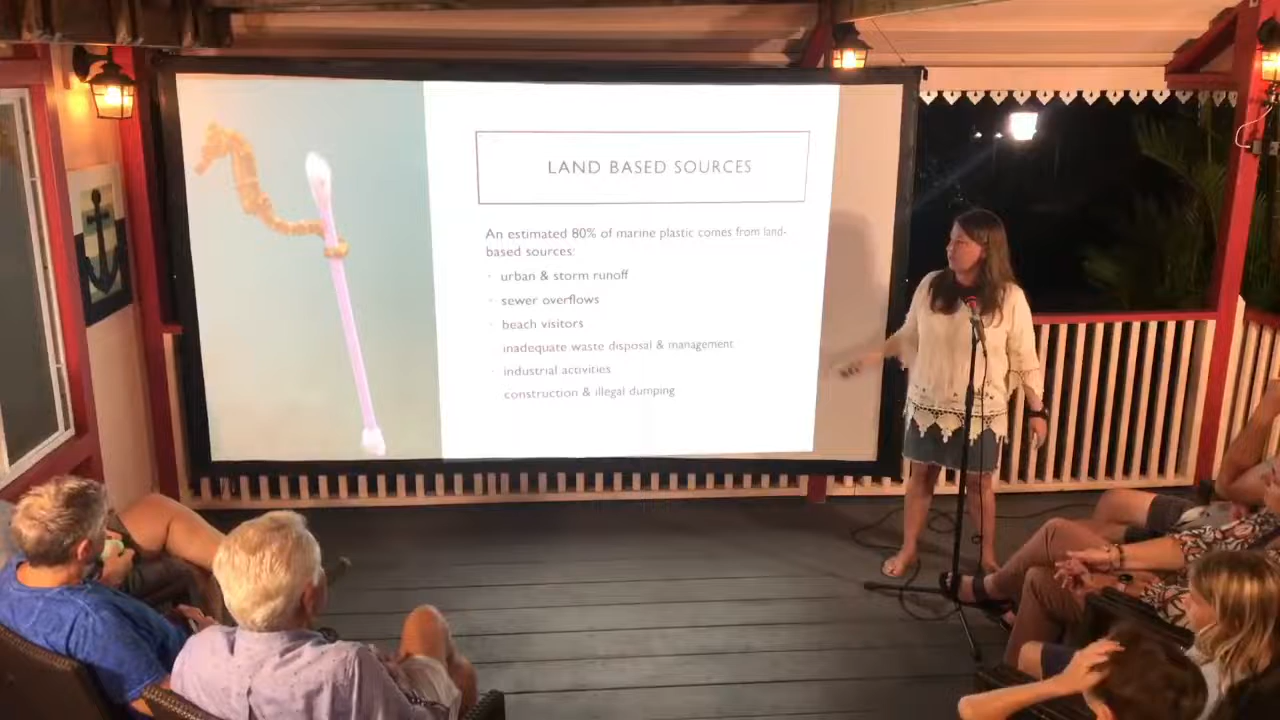 LAND BASED SOURCES
An estimated 80% of marine plastic comes from land-
based sources:
urban & storm runoff
sewer overflows
beach visitors
inadequate waste disposal & management
industrial activities
construction & illegal dumping